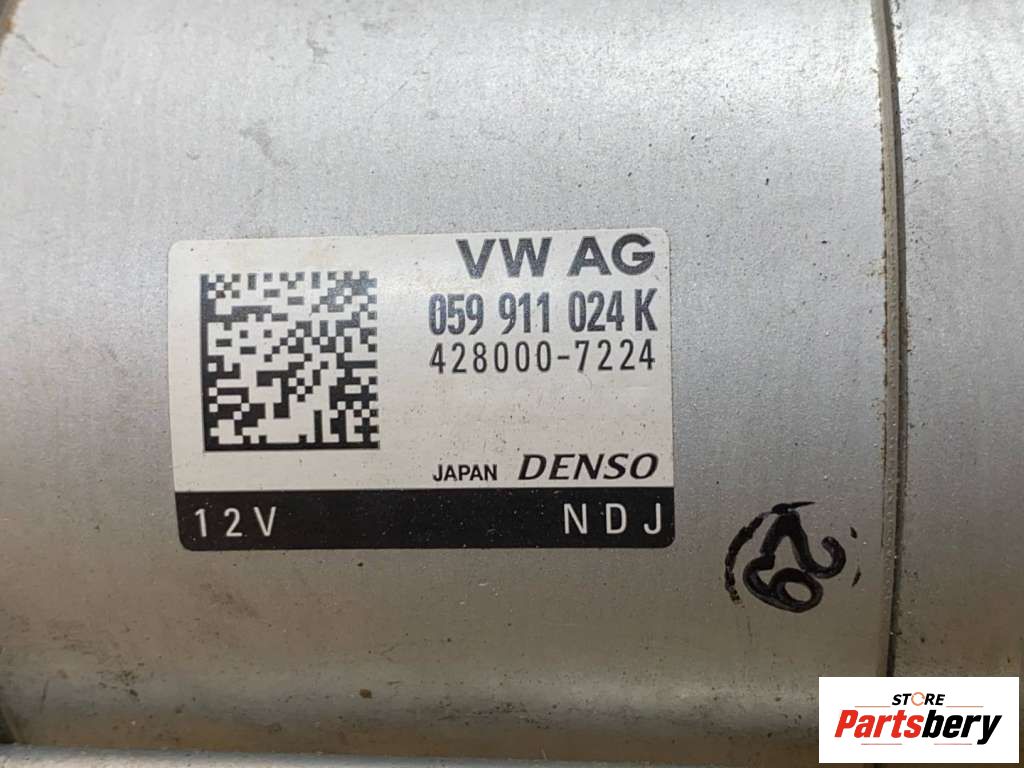 VW AG
059 911 024 K
428000-7224
JAPAN DENSO
12V NDJ
STORE
Partsbery